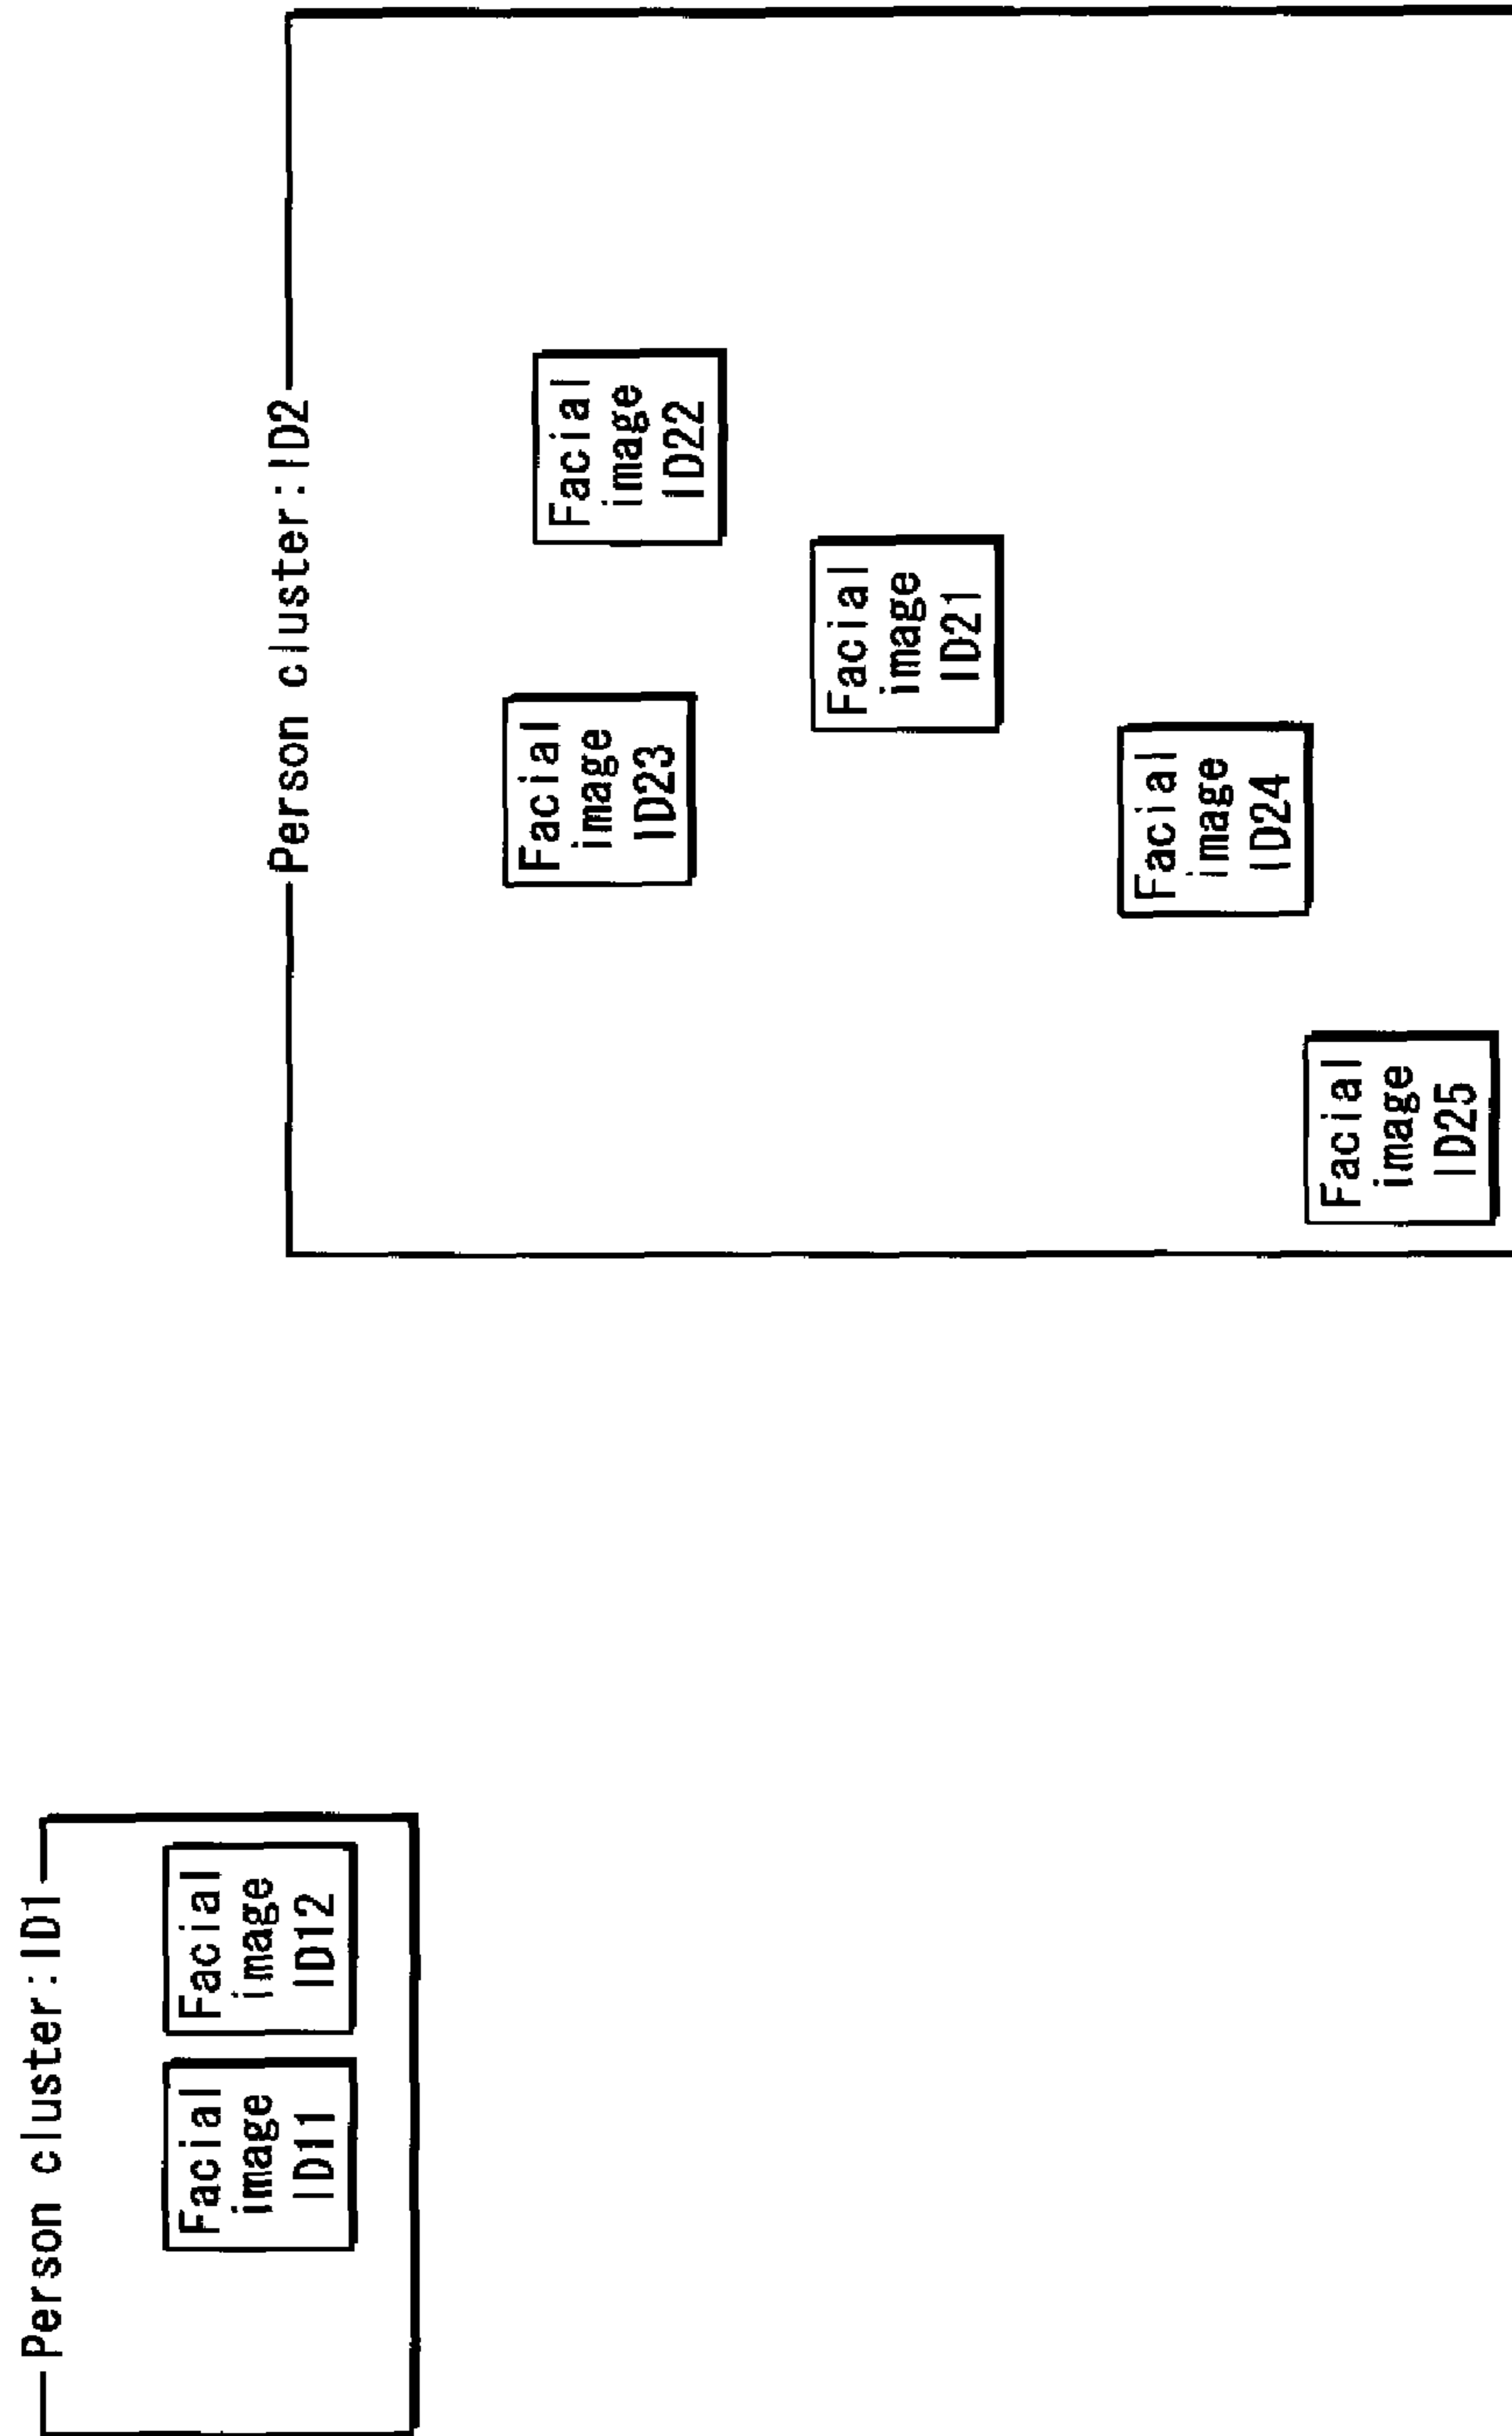 Person cluster:ID1
Facial
image
ID11
Facial
image
ID12
Person cluster:ID2
Facial
image
ID23
Facial
image
ID22
Facial
image
ID21
Facial
image
ID24
Facial
image
ID25